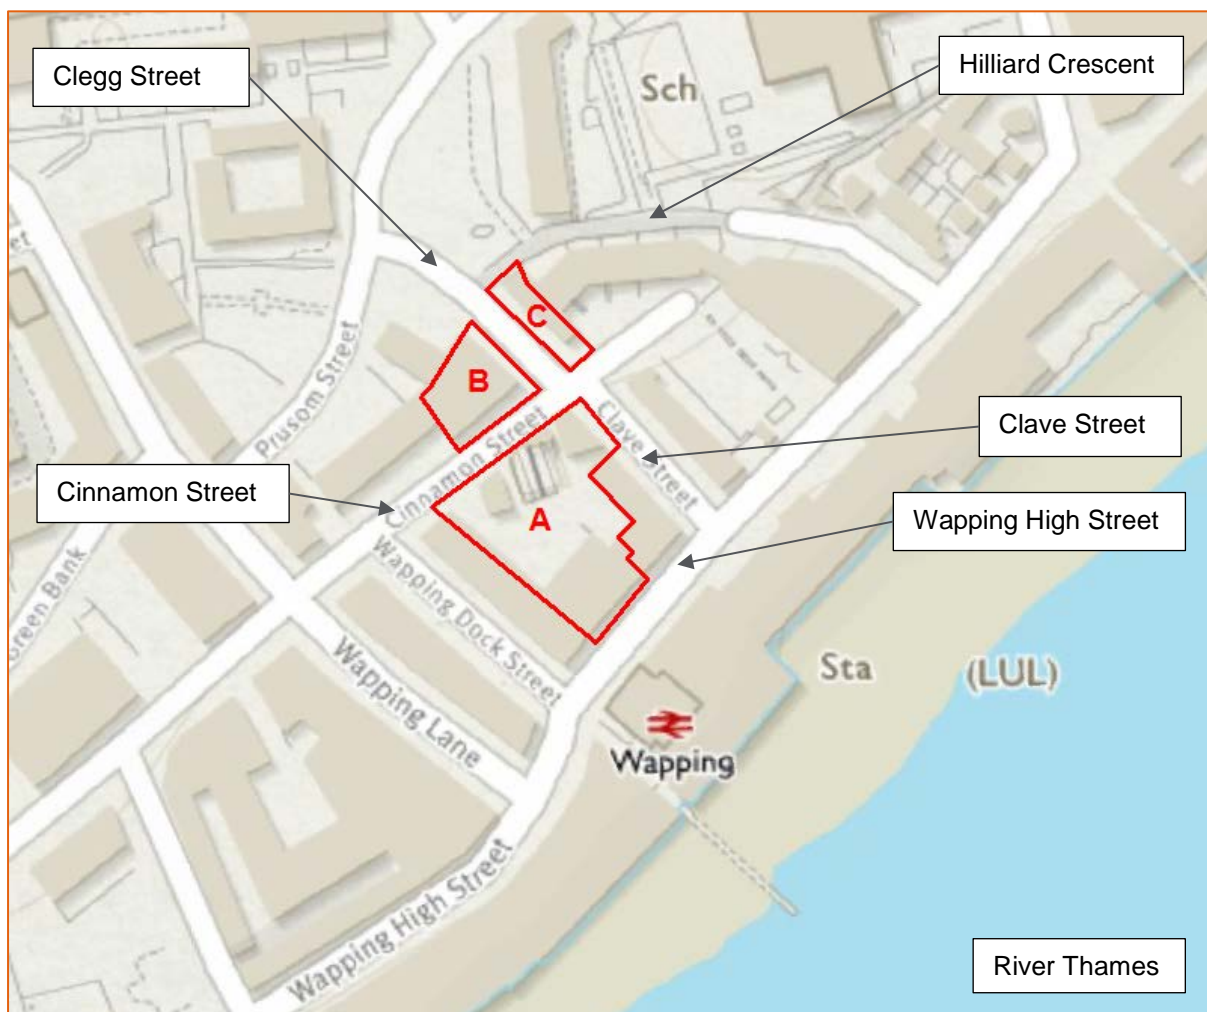 Clegg Street
Hilliard Crescent
Sch
C
B
Prusom Street
Clave Street
Clave Street
Cinnamon Street
Cinnamon Street
A
Wapping High Street
Green Bank
Wapping Dock Street
Wapping Lane
Sta
(LUL)
Wapping
Wapping High Street
River Thames